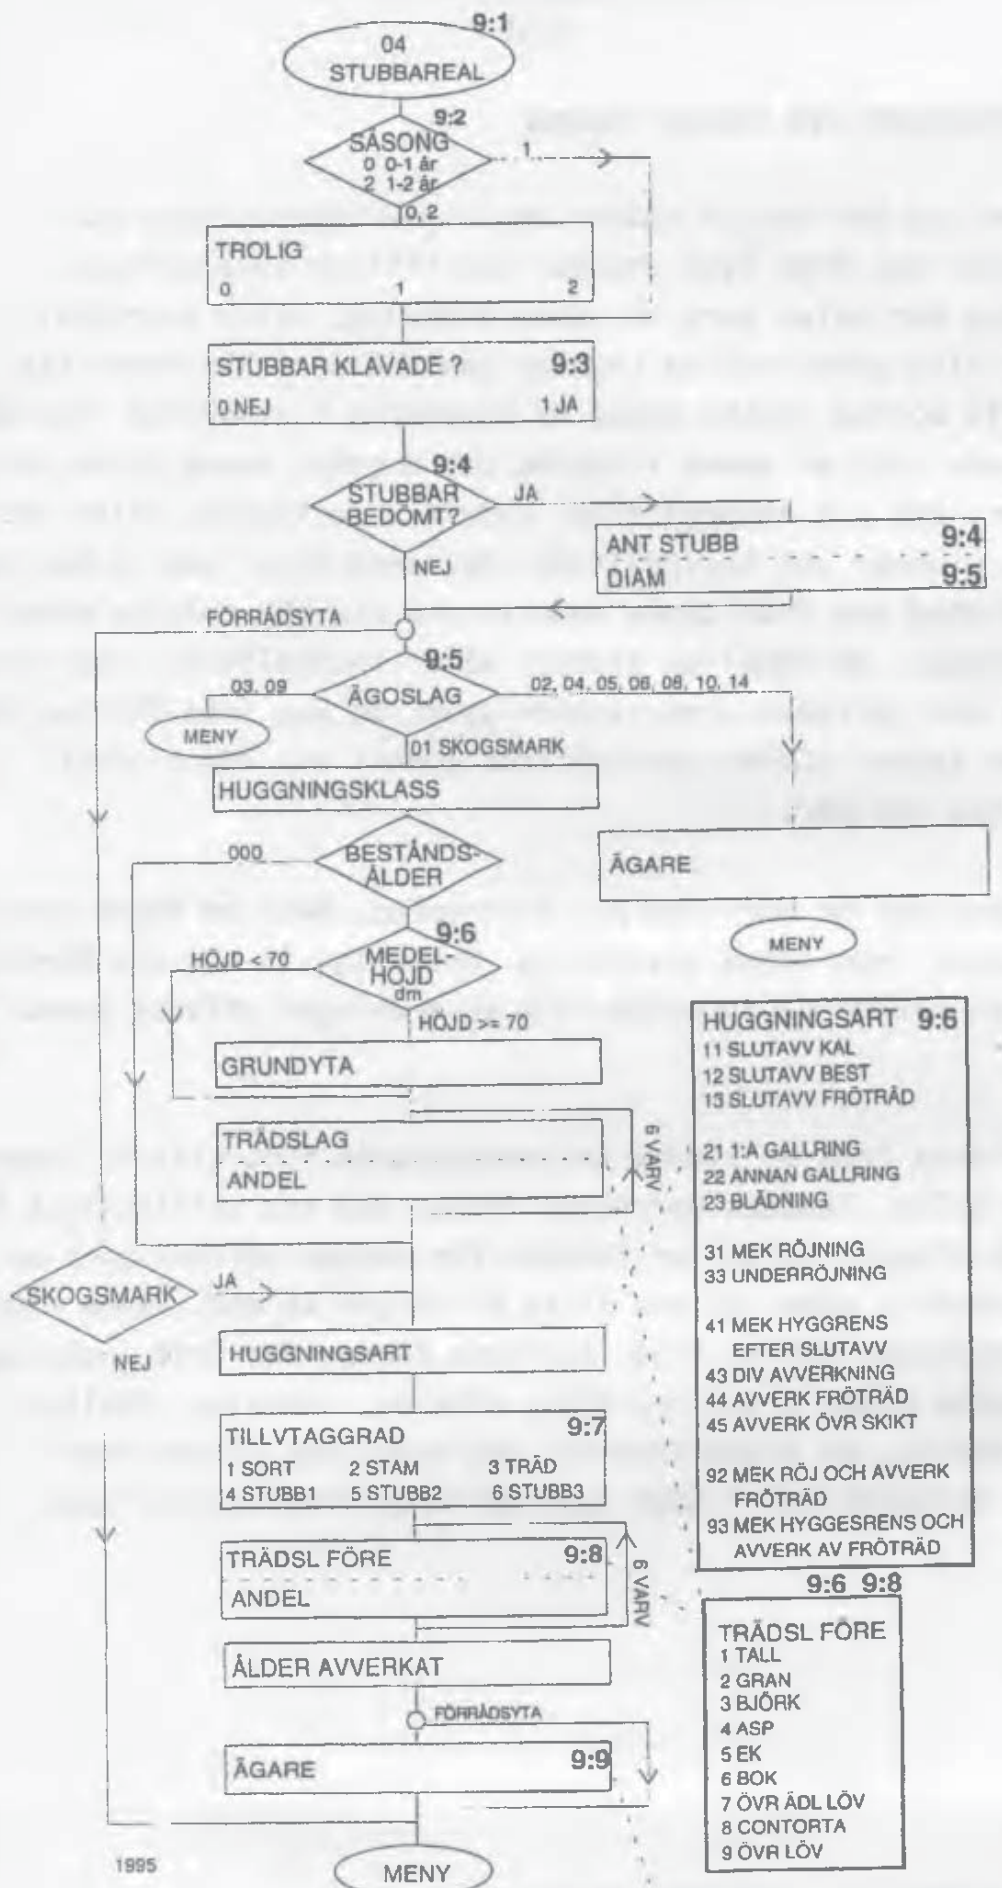 9:1
04
STUBBAREAL
9:2
SÄSONG
0 0-1 år
2 1-2 år
1
0, 2
TROLIG
0 1 2
STUBBAR KLAVADE ? 9:3
0 NEJ 1 JA
9:4
STUBBAR
BEDÖMT?
JA
NEJ
ANT STUBB 9:4
DIAM 9:5
FÖRRÅDSYTA
9:5
ÄGOSLAG
03, 09
02, 04, 05, 06, 08, 10, 14
MENY
01 SKOGSMARK
HUGGNINGSKLASS
000
BESTÅNDS-
ÅLDER
ÄGARE
MENY
9:6
MEDEL-
HÖJD
dm
HÖJD < 70
HÖJD >= 70
GRUNDYTA
TRÄDSLAG
ANDEL
6 VARV
HUGGNINGSART 9:6
11 SLUTAVV KAL
12 SLUTAVV BEST
13 SLUTAVV FRÖTRÄD
21 1:A GALLRING
22 ANNAN GALLRING
23 BLÄDNING
31 MEK RÖJNING
33 UNDERRÖJNING
41 MEK HYGGRENS
EFTER SLUTAVV
43 DIV AVVERKNING
44 AVVERK FRÖTRÄD
45 AVVERK ÖVR SKIKT
92 MEK RÖJ OCH AVVERK
FRÖTRÄD
93 MEK HYGGESRENS OCH
AVVERK AV FRÖTRÄD
SKOGSMARK
JA
NEJ
HUGGNINGSART
TILLVTAGGRAD 9:7
1 SORT 2 STAM 3 TRÄD
4 STUBB1 5 STUBB2 6 STUBB3
TRÄDSL FÖRE 9:8
ANDEL
6 VARV
ÅLDER AVVERKAT
FÖRRÅDSYTA
ÄGARE 9:9
MENY
9:6 9:8
TRÄDSL FÖRE
1 TALL
2 GRAN
3 BJÖRK
4 ASP
5 EK
6 BOK
7 ÖVR ÄDL LÖV
8 CONTORTA
9 ÖVR LÖV
1995